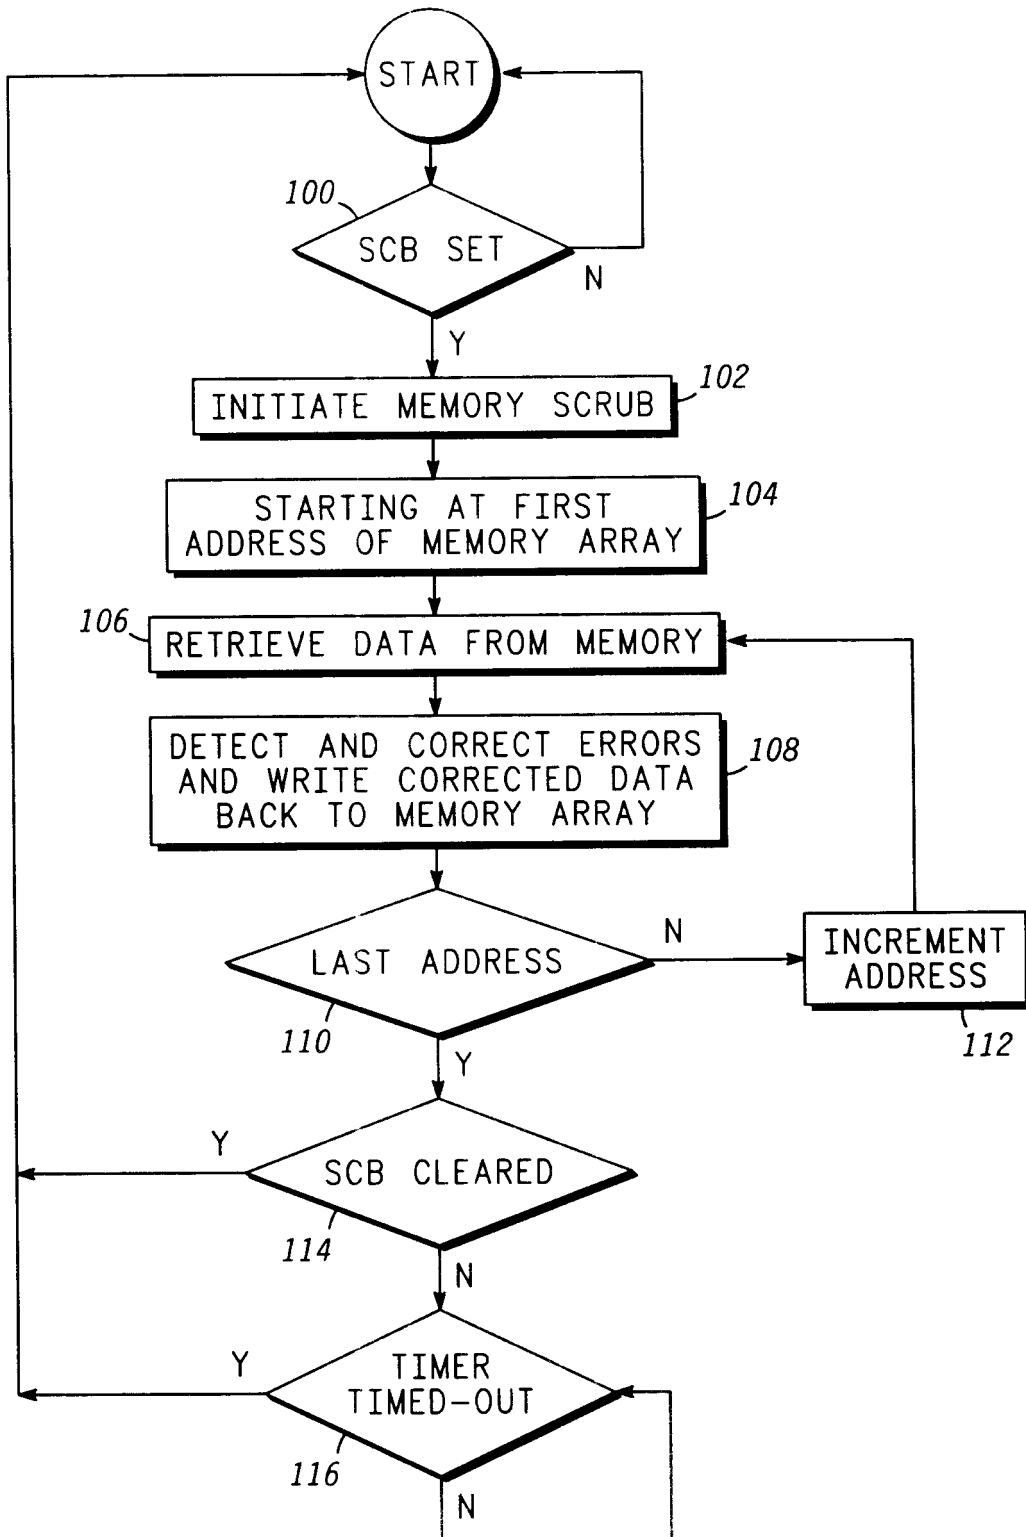 START
100
SCB SET
N
Y
INITIATE MEMORY SCRUB
102
STARTING AT FIRST
ADDRESS OF MEMORY ARRAY
104
106
RETRIEVE DATA FROM MEMORY
DETECT AND CORRECT ERRORS
AND WRITE CORRECTED DATA
BACK TO MEMORY ARRAY
108
LAST ADDRESS
N
110
Y
INCREMENT
ADDRESS
112
Y
SCB CLEARED
114
N
Y
TIMER
TIMED-OUT
116
N